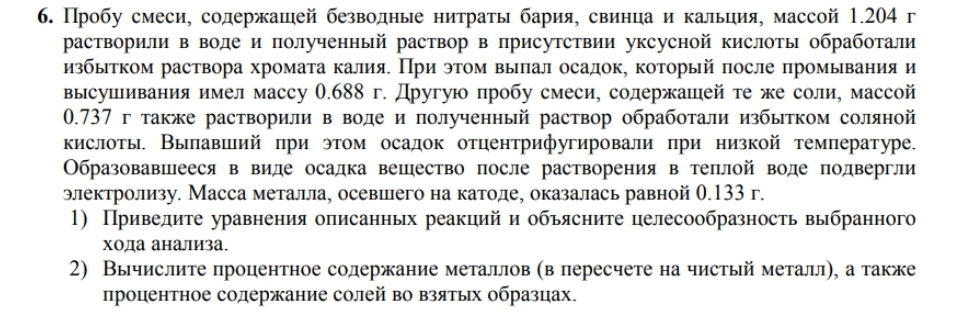 6. Пробу смеси, содержащей безводные нитраты бария, свинца и кальция, массой 1.204 г
растворили в воде и полученный раствор в присутствии уксусной кислоты обработали
избытком раствора хромата калия. При этом выпал осадок, который после промывания и
высушивания имел массу 0.688 г. Другую пробу смеси, содержащей те же соли, массой
0.737 г также растворили в воде и полученный раствор обработали избытком соляной
кислоты. Выпавший при этом осадок отцентрифугировали при низкой температуре.
Образовавшееся в виде осадка вещество после растворения в теплой воде подвергли
электролизу. Масса металла, осевшего на катоде, оказалась равной 0.133 г.
1) Приведите уравнения описанных реакций и объясните целесообразность выбранного
хода анализа.
2) Вычислите процентное содержание металлов (в пересчете на чистый металл), а также
процентное содержание солей во взятых образцах.